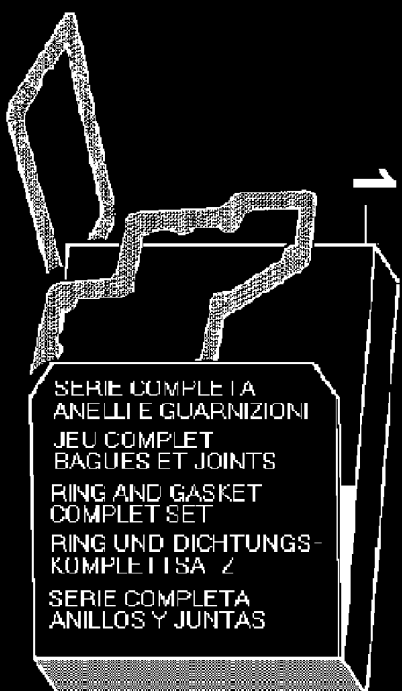 1
SERIE COMPLETA
ANELLI E GUARNIZIONI
JEU COMPLET
BAGUES ET JOINTS
RING AND GASKET
COMPLET SET
RING UND DICHTUNGS-
KOMPLETTSATZ
SERIE COMPLETA
ANILLOS Y JUNTAS